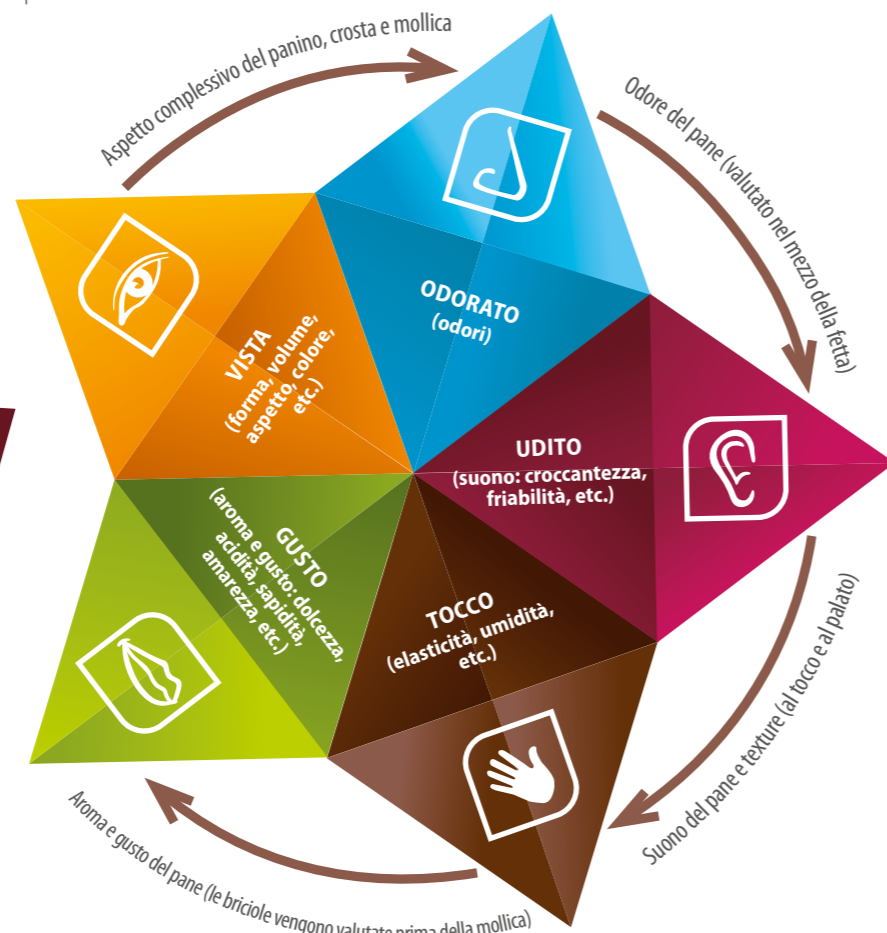 Aspetto complessivo del panino, crosta e mollica
Odore del pane (valutato nel mezzo della fetta)
ODORATO
(odori)
VISTA
(forma, volume,
aspetto, colore,
etc.)
UDITO
(suono: croccantezza,
friabilità, etc.)
GUSTO
(aroma e gusto: dolcezza,
acidità, sapidità,
amarezza, etc.)
TOCCO
(elasticità, umidità,
etc.)
Suono del pane e texture (al tocco e al palato)
Aroma e gusto del pane (le briciole vengono valutate prima della mollica)